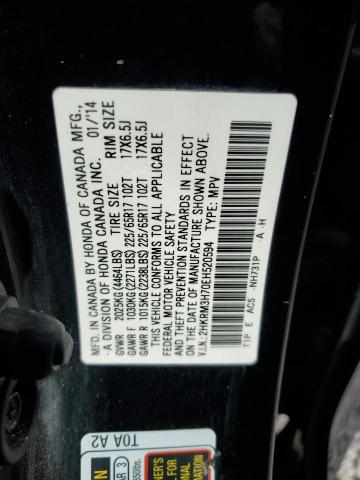 MFD. IN CANADA BY HONDA OF CANADA MFG.,
- A DIVISION OF HONDA CANADA INC. 01/'14
TIRE SIZE RIM SIZE
GVWR 2025KG (4464LBS)
GAWR F 1030KG (2271LBS) 225/65R17 102T 17X6.5J
GAWR R 1015KG (2238LBS) 225/65R17 102T 17X6.5J
THIS VEHICLE CONFORMS TO ALL APPLICABLE
FEDERAL MOTOR VEHICLE SAFETY
AND THEFT PREVENTION STANDARDS IN EFFECT
ON THE DATE OF MANUFACTURE SHOWN ABOVE.
V.I.N.: 2HKRM3H70EH520594 TYPE: MPV
T1P E AC5 -NH731P A -H
T0A A2